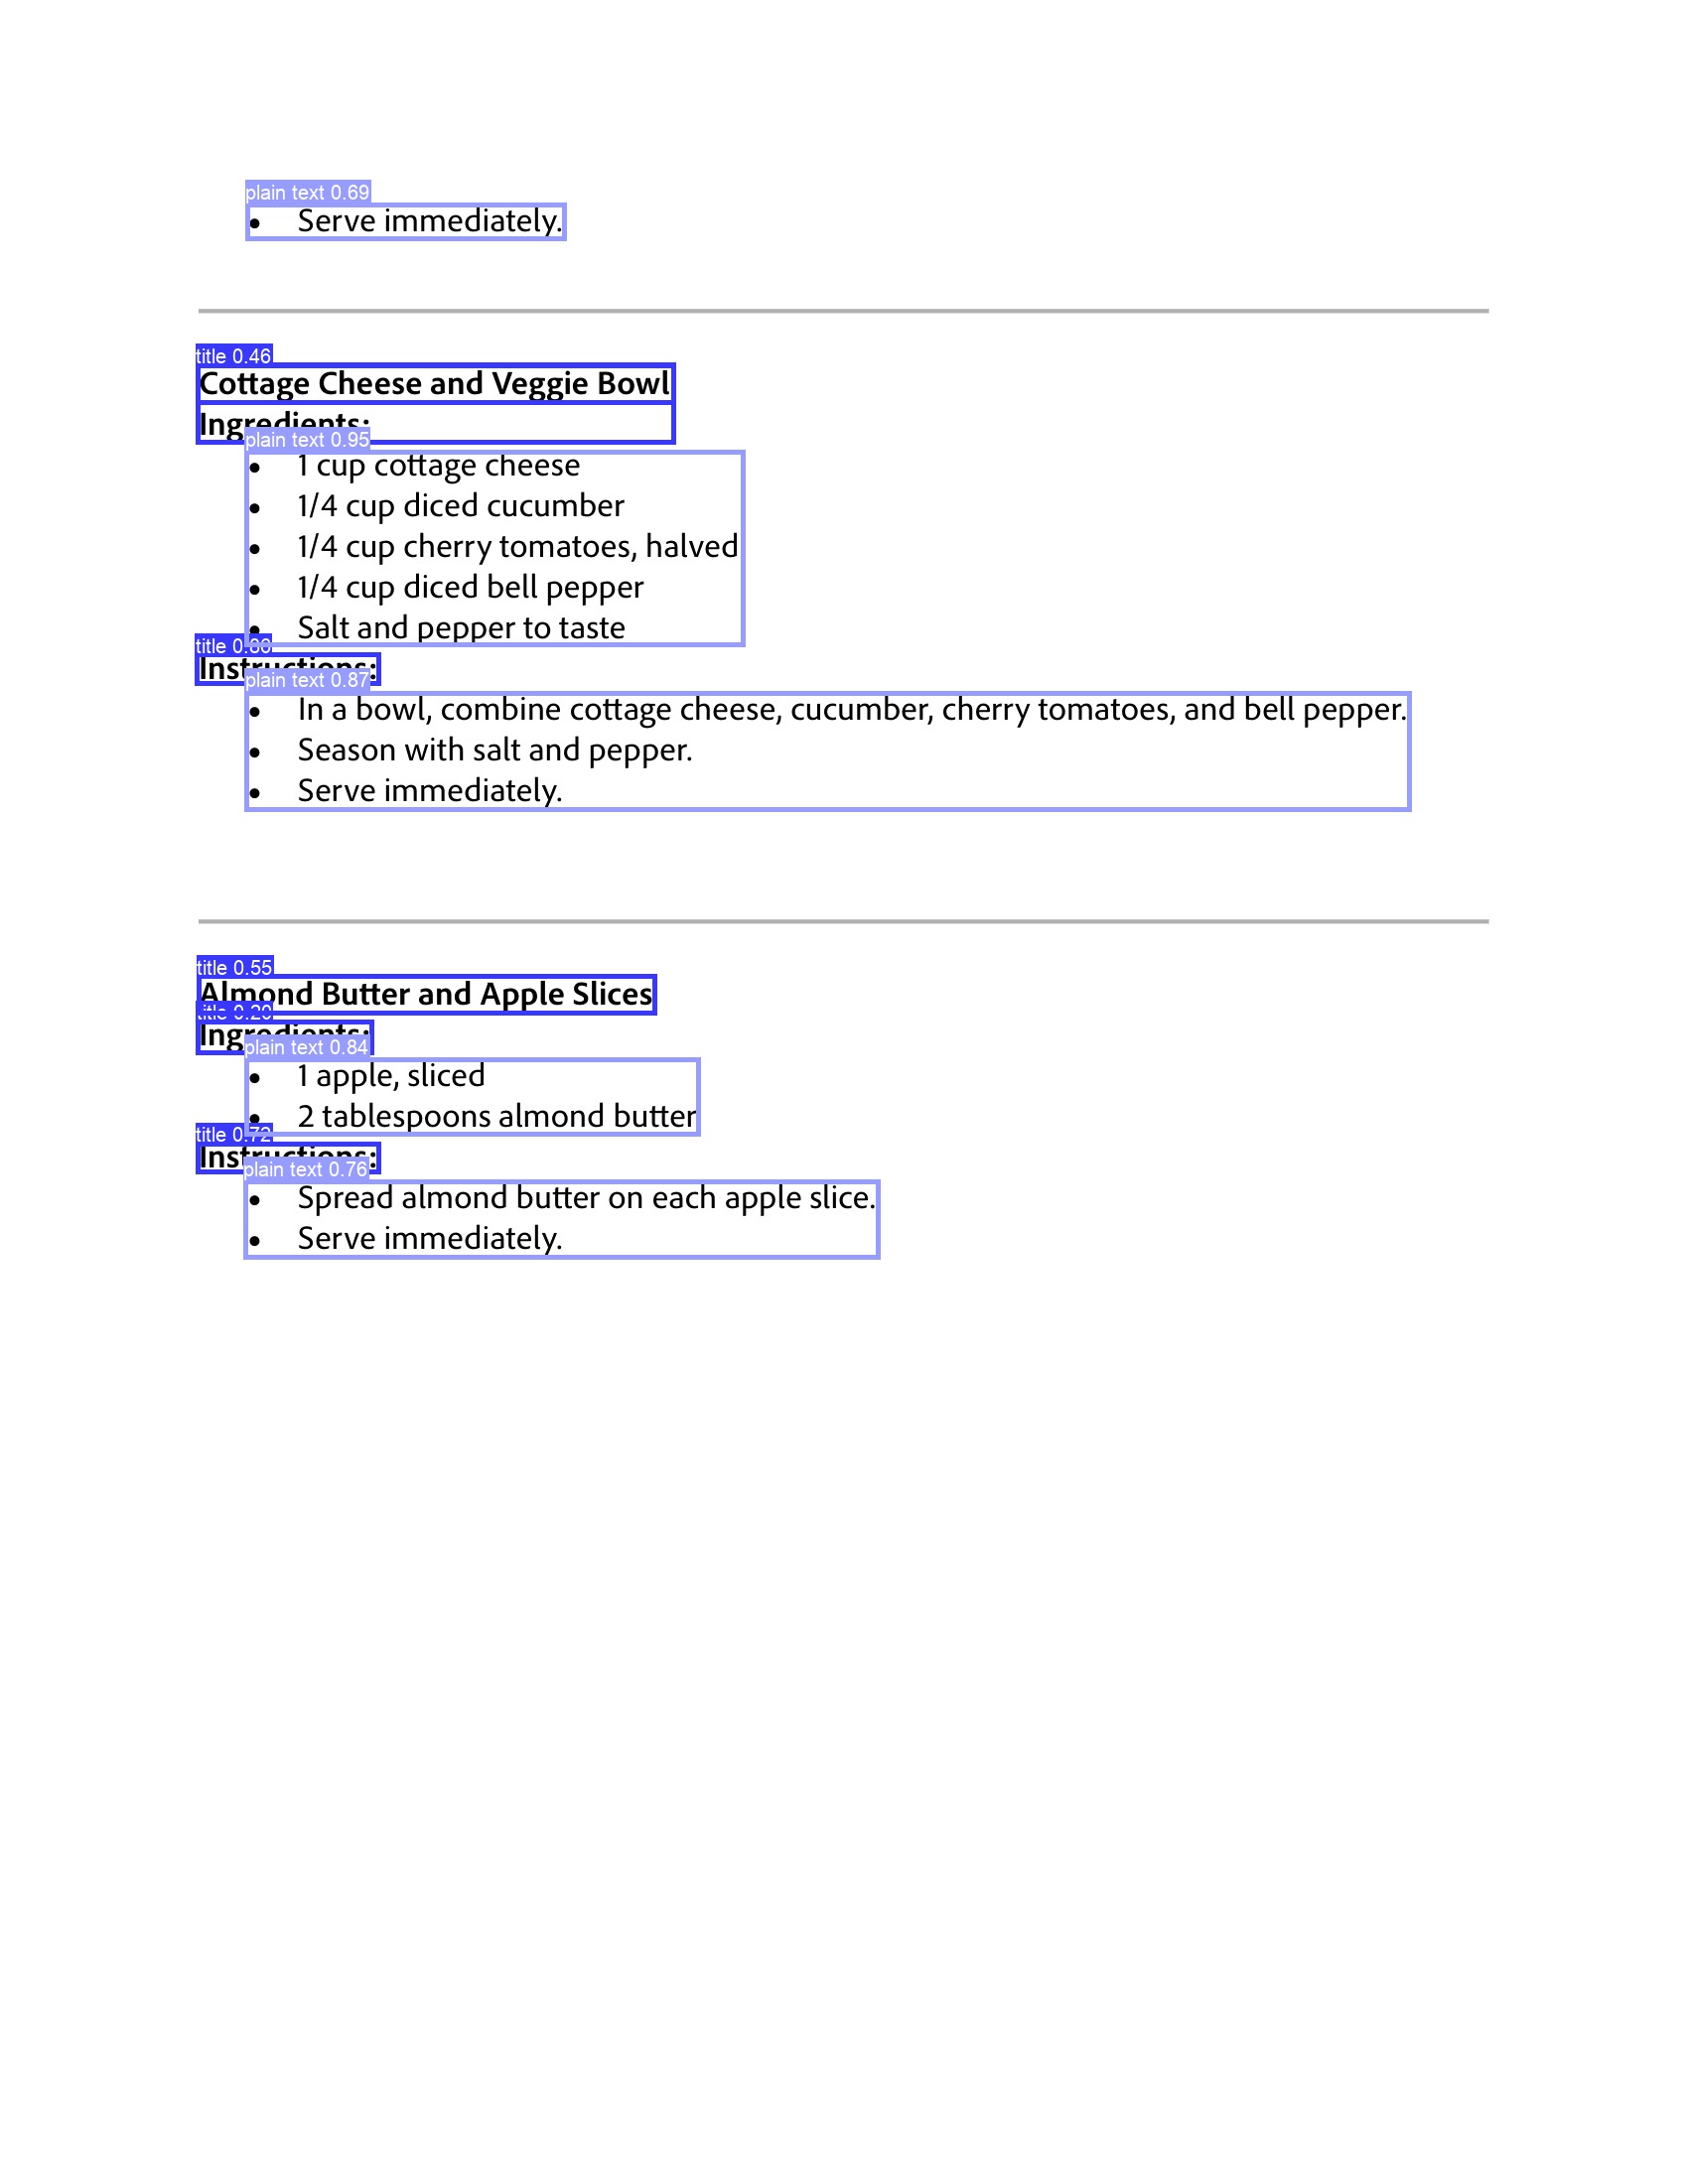 plain text 0.69
• Serve immediately.
title 0.46
Cottage Cheese and Veggie Bowl
Ingredients:
plain text 0.95
• 1 cup cottage cheese
• 1/4 cup diced cucumber
• 1/4 cup cherry tomatoes, halved
• 1/4 cup diced bell pepper
• Salt and pepper to taste
title
Instructions:
plain text 0.87
• In a bowl, combine cottage cheese, cucumber, cherry tomatoes, and bell pepper.
• Season with salt and pepper.
• Serve immediately.
title 0.55
Almond Butter and Apple Slices
title
Ingredients:
plain text 0.84
• 1 apple, sliced
• 2 tablespoons almond butter
title 0.72
Instructions:
plain text 0.76
• Spread almond butter on each apple slice.
• Serve immediately.